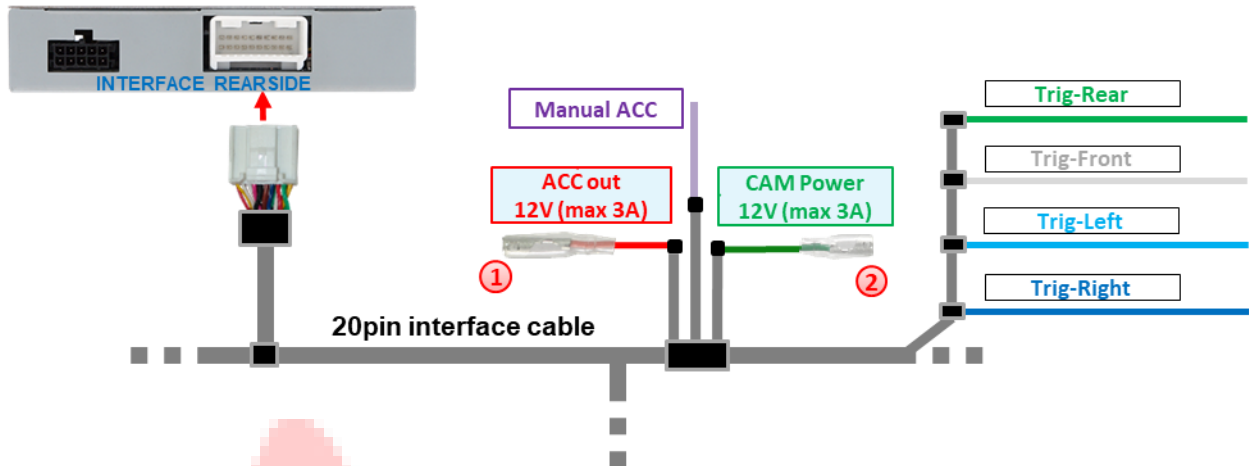 INTERFACE REARSIDE
Manual ACC
ACC out
12V (max 3A)
CAM Power
12V (max 3A)
1
2
Trig-Rear
Trig-Front
Trig-Left
Trig-Right
20pin interface cable